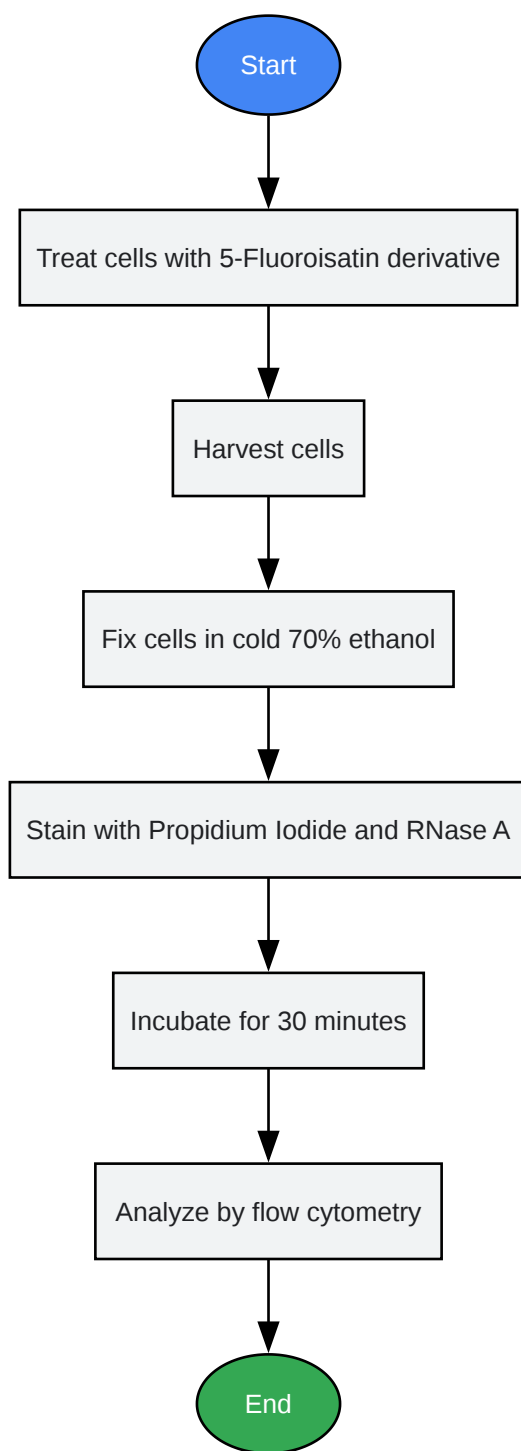 Start
Treat cells with 5-Fluoroisatin derivative
Harvest cells
Fix cells in cold 70% ethanol
Stain with Propidium Iodide and RNase A
Incubate for 30 minutes
Analyze by flow cytometry
End